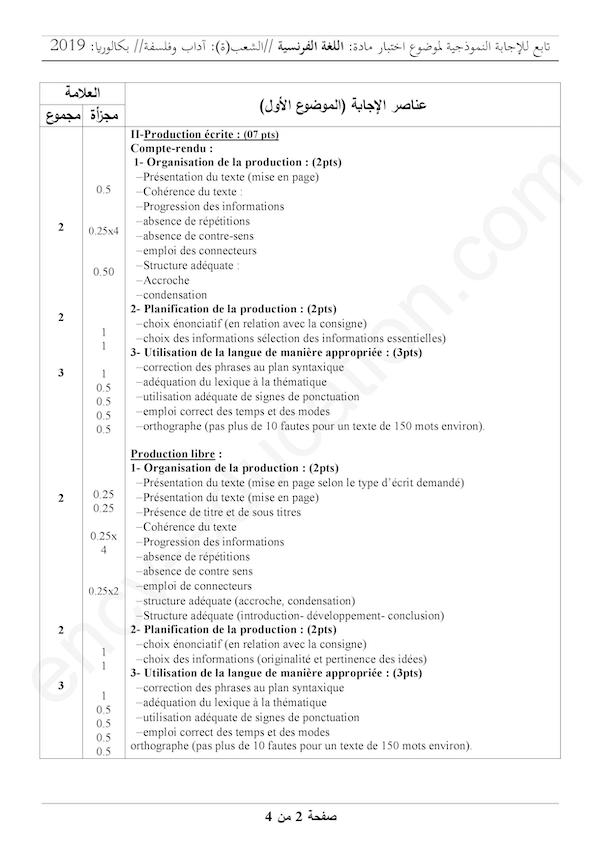 تابع للإجابة النموذجية لموضوع اختبار مادة: اللغة الفرنسية //الشعب(ة): آداب وفلسفة// بكالوريا: 2019
العلامة
عناصر الإجابة (الموضوع الأول)
مجموع مجزأة
II-Production écrite : (07 pts)
Compte-rendu :
1- Organisation de la production : (2pts)
–Présentation du texte (mise en page)
0.5 –Cohérence du texte :
–Progression des informations
–absence de répétitions
2 0.25x4 –absence de contre-sens
–emploi des connecteurs
–Structure adéquate :
0.50 –Accroche
–condensation
2- Planification de la production : (2pts)
2 –choix énonciatif (en relation avec la consigne)
1 –choix des informations sélection des informations essentielles)
1 3- Utilisation de la langue de manière appropriée : (3pts)
3 1 –correction des phrases au plan syntaxique
0.5 –adéquation du lexique à la thématique
0.5 –utilisation adéquate de signes de ponctuation
0.5 –emploi correct des temps et des modes
0.5 –orthographe (pas plus de 10 fautes pour un texte de 150 mots environ).
Production libre :
1- Organisation de la production : (2pts)
–Présentation du texte (mise en page selon le type d’écrit demandé)
2 0.25 –Présentation du texte (mise en page)
0.25 –Présence de titre et de sous titres
–Cohérence du texte
0.25x –Progression des informations
4 –absence de répétitions
–absence de contre sens
0.25x2 –emploi de connecteurs
–structure adéquate (accroche, condensation)
–Structure adéquate (introduction- développement- conclusion)
2 2- Planification de la production : (2pts)
1 –choix énonciatif (en relation avec la consigne)
1 –choix des informations (originalité et pertinence des idées)
3- Utilisation de la langue de manière appropriée : (3pts)
3 1 –correction des phrases au plan syntaxique
0.5 –adéquation du lexique à la thématique
0.5 –utilisation adéquate de signes de ponctuation
0.5 –emploi correct des temps et des modes
0.5 orthographe (pas plus de 10 fautes pour un texte de 150 mots environ).
صفحة 2 من 4